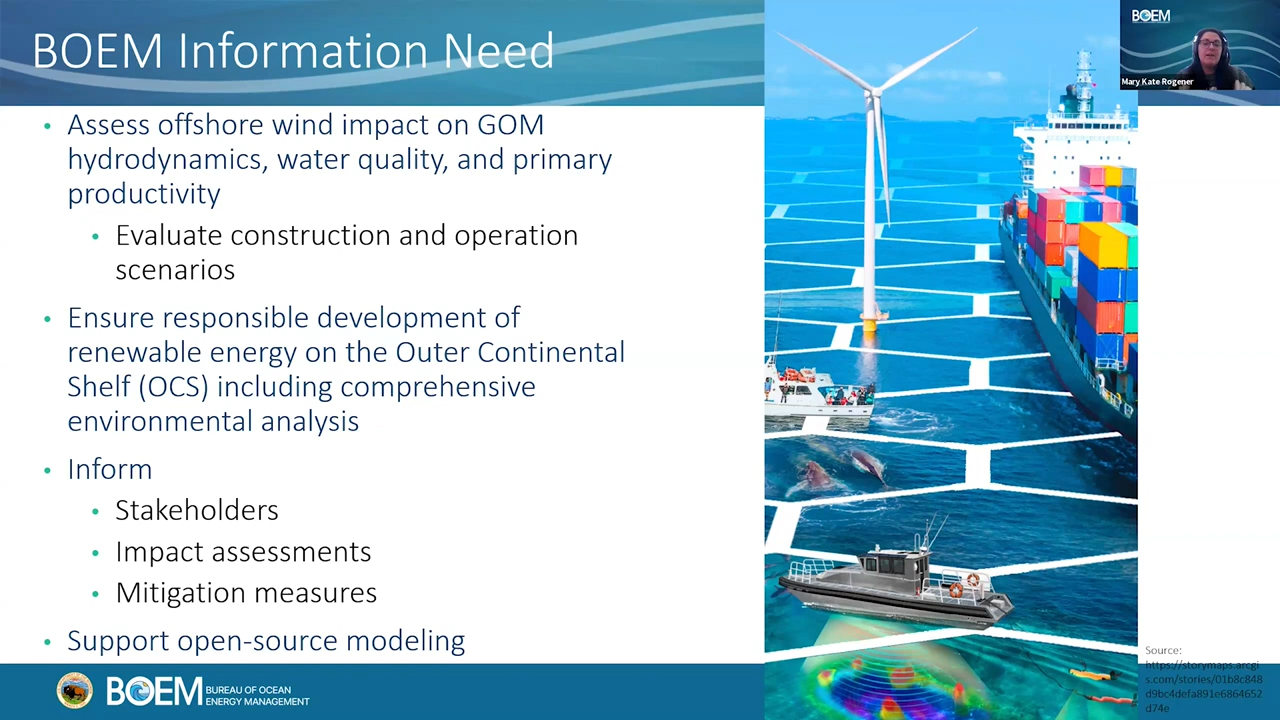 BOEM Information Need
BOEM
Mary Kate Rogener
• Assess offshore wind impact on GOM
hydrodynamics, water quality, and primary
productivity
• Evaluate construction and operation
scenarios
• Ensure responsible development of
renewable energy on the Outer Continental
Shelf (OCS) including comprehensive
environmental analysis
• Inform
• Stakeholders
• Impact assessments
• Mitigation measures
• Support open-source modeling
Source:
https://storymaps.arcgi
s.com/stories/01b8c848
d9bc4defa891e6864652
d74e
BOEM
BUREAU OF OCEAN
ENERGY MANAGEMENT